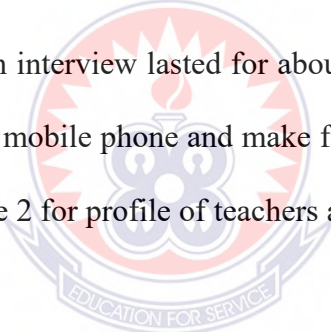 n interview lasted for abou
mobile phone and make f
e 2 for profile of teachers a
EDUCATION FOR SERVICE